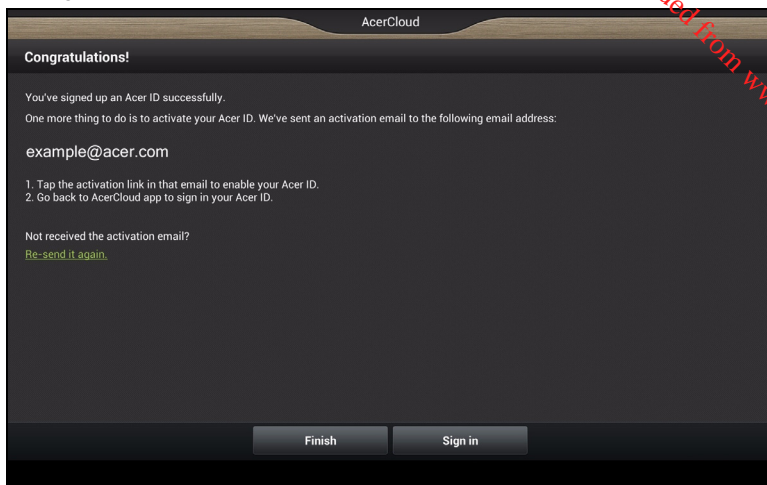 AcerCloud
Congratulations!
You've signed up an Acer ID successfully.
One more thing to do is to activate your Acer ID. We've sent an activation email to the following email address:
example@acer.com
1. Tap the activation link in that email to enable your Acer ID.
2. Go back to AcerCloud app to sign in your Acer ID.
Not received the activation email?
Re-send it again.
Finish
Sign in
from